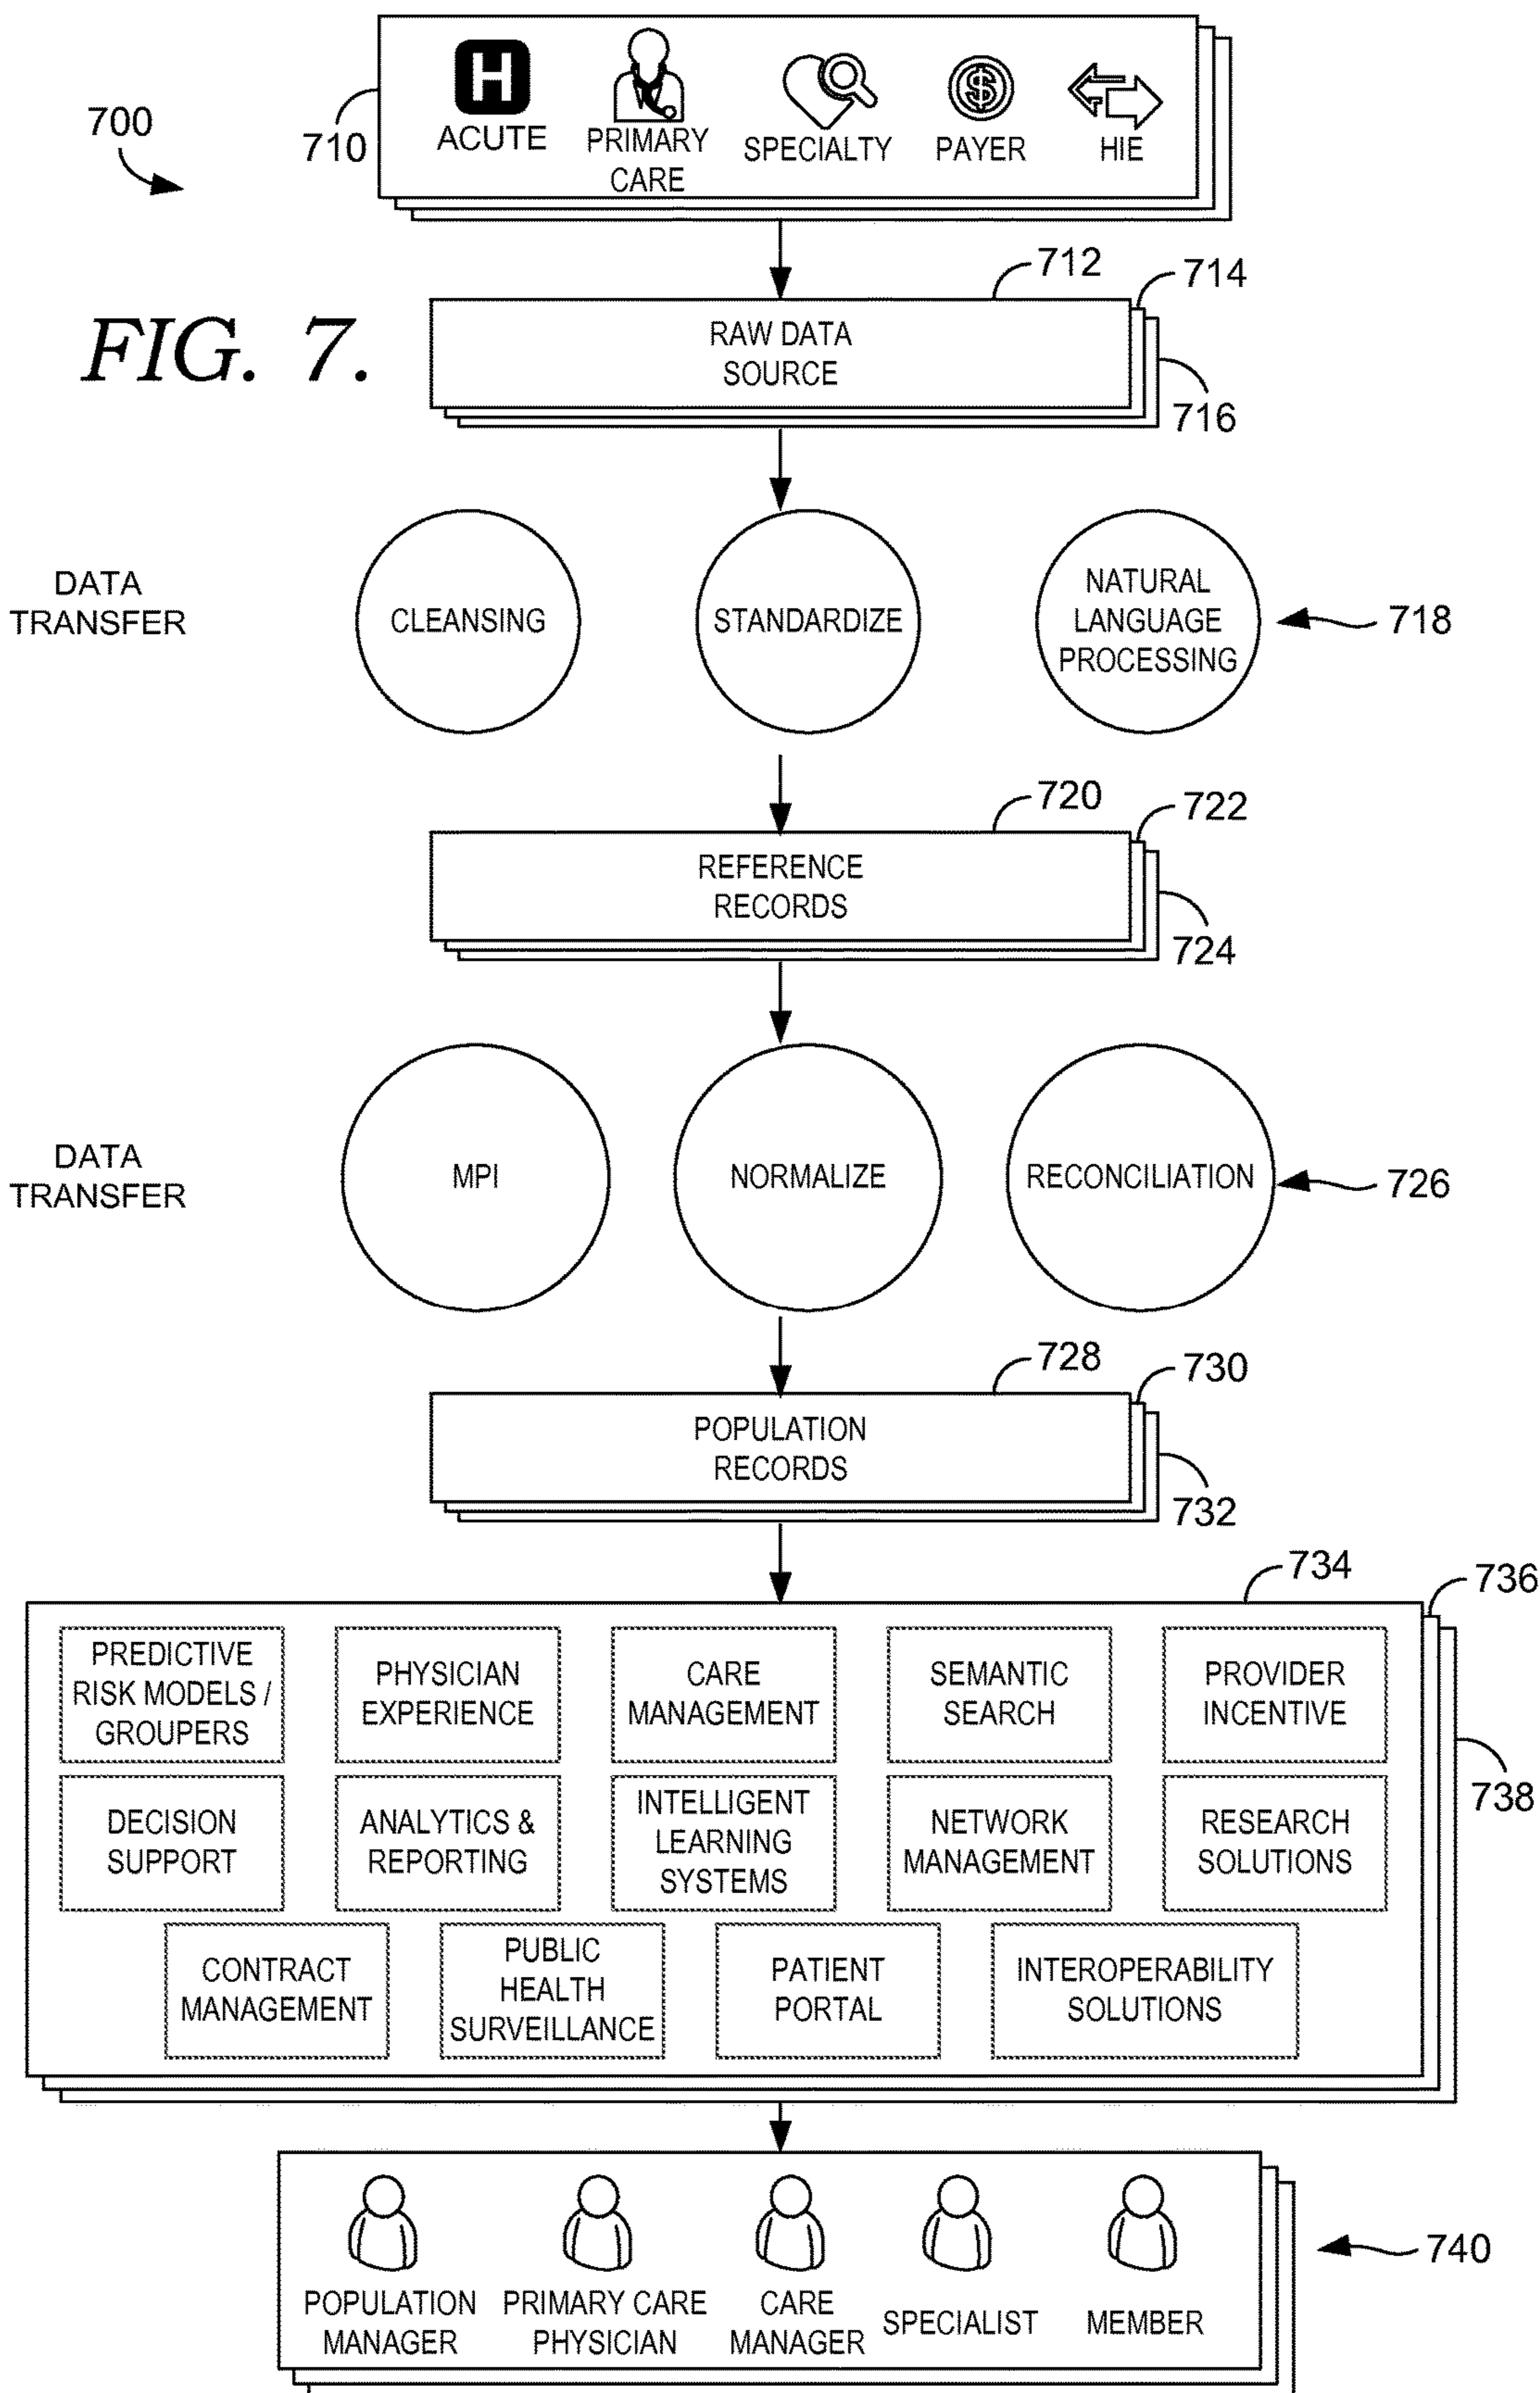 700
710
ACUTE
PRIMARY
CARE
SPECIALTY
PAYER
HIE
FIG. 7.
712
714
RAW DATA
SOURCE
716
DATA
TRANSFER
CLEANSING
STANDARDIZE
NATURAL
LANGUAGE
PROCESSING
718
720
722
REFERENCE
RECORDS
724
DATA
TRANSFER
MPI
NORMALIZE
RECONCILIATION
726
728
730
POPULATION
RECORDS
732
734
736
PREDICTIVE
RISK MODELS /
GROUPERS
PHYSICIAN
EXPERIENCE
CARE
MANAGEMENT
SEMANTIC
SEARCH
PROVIDER
INCENTIVE
738
DECISION
SUPPORT
ANALYTICS &
REPORTING
INTELLIGENT
LEARNING
SYSTEMS
NETWORK
MANAGEMENT
RESEARCH
SOLUTIONS
CONTRACT
MANAGEMENT
PUBLIC
HEALTH
SURVEILLANCE
PATIENT
PORTAL
INTEROPERABILITY
SOLUTIONS
740
POPULATION
MANAGER
PRIMARY CARE
PHYSICIAN
CARE
MANAGER
SPECIALIST
MEMBER